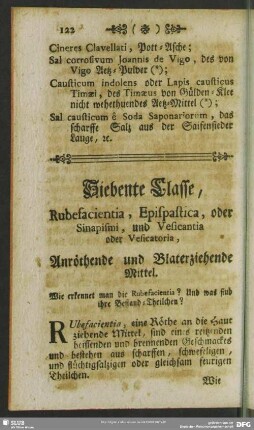 122
Cineres Clavellati, Pott-Asche;
Sal corrosivum Joannis de Vigo, des von
Vigo Aetz-Pulver (*);
Causticum indolens oder Lapis causticus
Timæi, des Timæus von Gülden-Klee
nicht wehethuendes Aetz-Mittel (*);
Sal causticum é Soda Saponariorum, das
scharffe Salz aus der Saifensieder
Lauge, ꝛc.
Siebente Classe,
Rubefacientia, Epispastica, oder
Sinapismi, und Vesicantia
oder Vesicatoria,
Anröthende und Blaterziehende
Mittel.
Wie erkennet man die Rubefacientia? Und was sind
ihre Bestand-Theilchen?
RUbefacientia, eine Röthe an die Haut
ziehende Mittel, sind eines reitzenden
beissenden und brennenden Geschmackes
und bestehen aus scharffen, schwefeligen,
und flüchtigsalzigen oder gleichsam feurigen
Theilchen.
Wie
SLUB
DFG